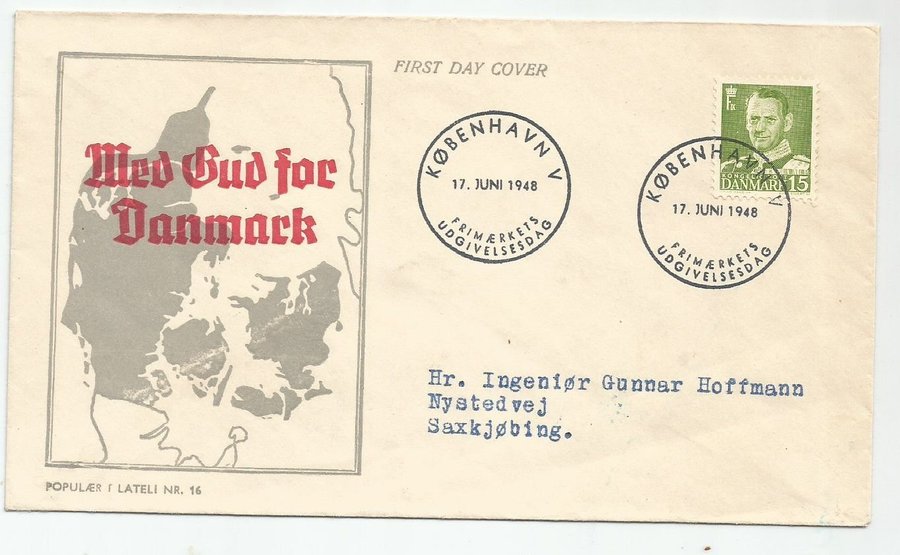 FIRST DAY COVER
Med Gud for
Danmark
KØBENHAVN V
17. JUNI 1948
FRIMÆRKETS
UDGIVELSESDAG
KØBENHAVN V
17. JUNI 1948
FRIMÆRKETS
UDGIVELSESDAG
DANMARK 15
Hr. Ingeniør Gunnar Hoffmann
Nystedvej
Saxkjøbing.
POPULÆR FILATELI NR. 16